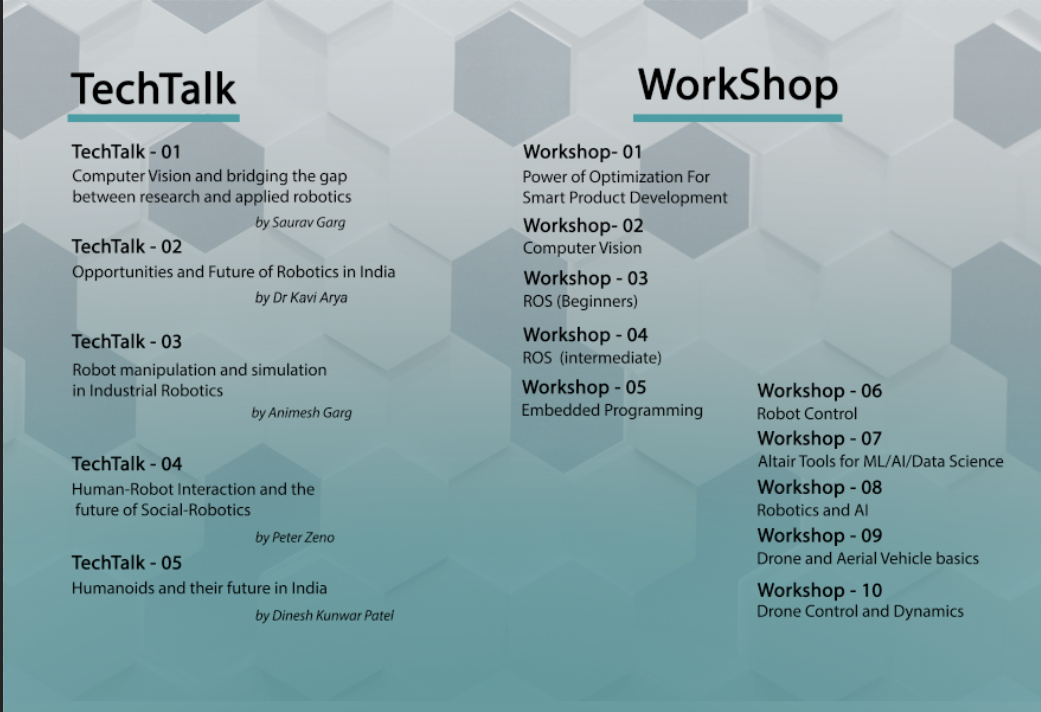 TechTalk
TechTalk - 01
Computer Vision and bridging the gap
between research and applied robotics
by Saurav Garg
TechTalk - 02
Opportunities and Future of Robotics in India
by Dr Kavi Arya
TechTalk - 03
Robot manipulation and simulation
in Industrial Robotics
by Animesh Garg
TechTalk - 04
Human-Robot Interaction and the
future of Social-Robotics
by Peter Zeno
TechTalk - 05
Humanoids and their future in India
by Dinesh Kunwar Patel
WorkShop
Workshop- 01
Power of Optimization For
Smart Product Development
Workshop- 02
Computer Vision
Workshop - 03
ROS (Beginners)
Workshop - 04
ROS (intermediate)
Workshop - 05
Embedded Programming
Workshop - 06
Robot Control
Workshop - 07
Altair Tools for ML/AI/Data Science
Workshop - 08
Robotics and AI
Workshop - 09
Drone and Aerial Vehicle basics
Workshop - 10
Drone Control and Dynamics